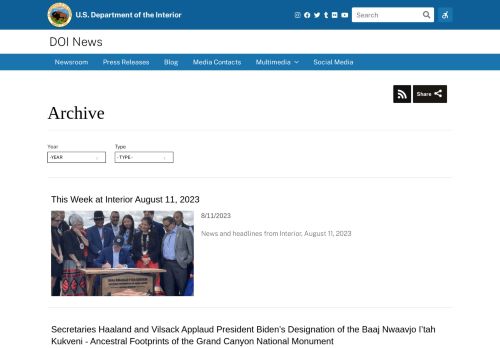 U.S. Department of the Interior
Search
DOI News
Newsroom Press Releases Blog Media Contacts Multimedia Social Media
Share
Archive
Year Type
-YEAR - TYPE -
This Week at Interior August 11, 2023
8/11/2023
News and headlines from Interior, August 11, 2023
Secretaries Haaland and Vilsack Applaud President Biden's Designation of the Baaj Nwaavjo I'tah
Kukveni - Ancestral Footprints of the Grand Canyon National Monument